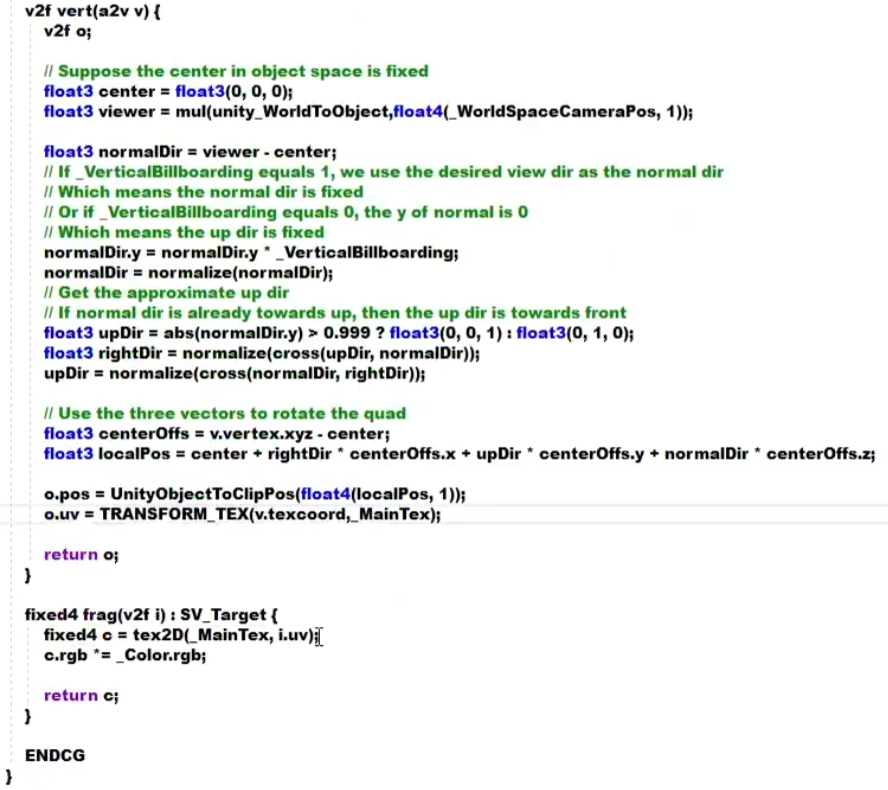 v2f vert(a2v v) {
v2f o;
// Suppose the center in object space is fixed
float3 center = float3(0, 0, 0);
float3 viewer = mul(unity_WorldToObject,float4(_WorldSpaceCameraPos, 1));
float3 normalDir = viewer - center;
// If _VerticalBillboarding equals 1, we use the desired view dir as the normal dir
// Which means the normal dir is fixed
// Or if _VerticalBillboarding equals 0, the y of normal is 0
// Which means the up dir is fixed
normalDir.y = normalDir.y * _VerticalBillboarding;
normalDir = normalize(normalDir);
// Get the approximate up dir
// If normal dir is already towards up, then the up dir is towards front
float3 upDir = abs(normalDir.y) > 0.999 ? float3(0, 0, 1) : float3(0, 1, 0);
float3 rightDir = normalize(cross(upDir, normalDir));
upDir = normalize(cross(normalDir, rightDir));
// Use the three vectors to rotate the quad
float3 centerOffs = v.vertex.xyz - center;
float3 localPos = center + rightDir * centerOffs.x + upDir * centerOffs.y + normalDir * centerOffs.z;
o.pos = UnityObjectToClipPos(float4(localPos, 1));
o.uv = TRANSFORM_TEX(v.texcoord,_MainTex);
return o;
}
fixed4 frag(v2f i) : SV_Target {
fixed4 c = tex2D(_MainTex, i.uv);
c.rgb *= _Color.rgb;
return c;
}
ENDCG
}